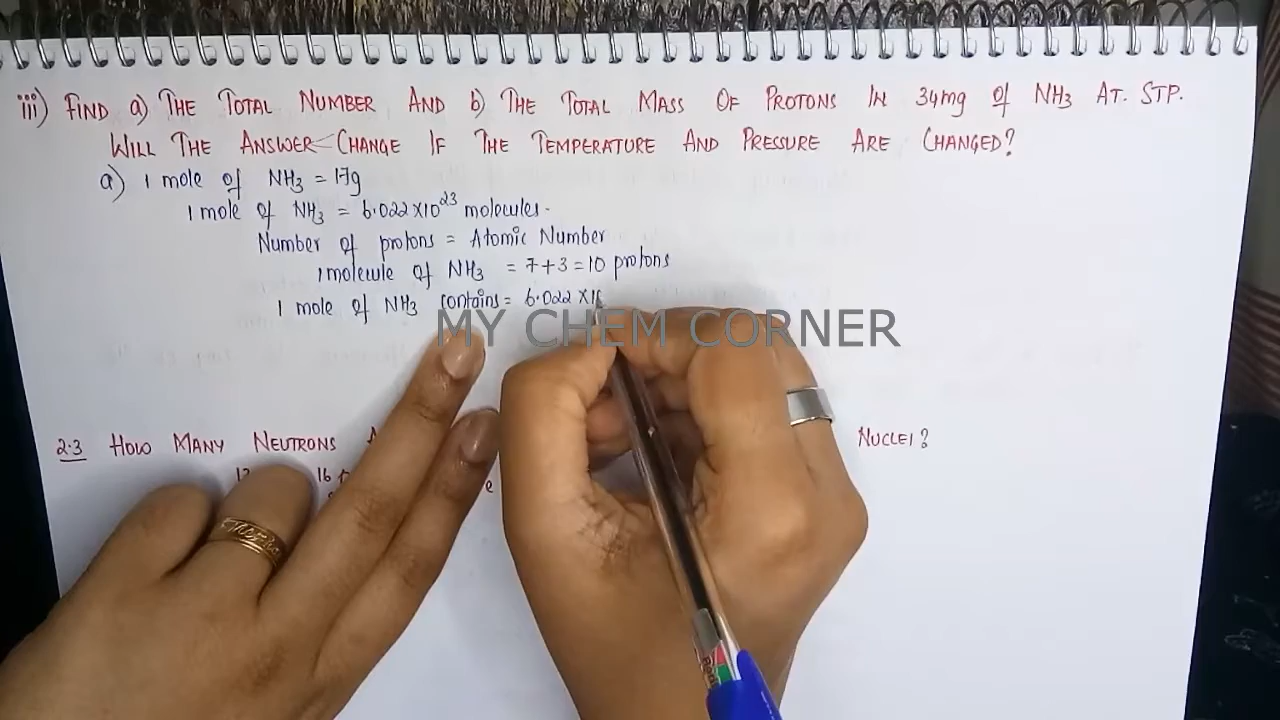 iii) FIND a) THE TOTAL NUMBER AND b) THE TOTAL MASS OF PROTONS IN 34mg of NH3 AT. STP.
WILL THE ANSWER CHANGE IF THE TEMPERATURE AND PRESSURE ARE CHANGED?
a) 1 mole of NH3 = 17g
1 mole of NH3 = 6.022×10^23 molecules.
Number of protons = Atomic Number
1 molecule of NH3 = 7+3 = 10 protons
1 mole of NH3 contains = 6.022 ×10
MY CHEM CORNER
2.3 HOW MANY NEUTRONS NUCLEI?
16